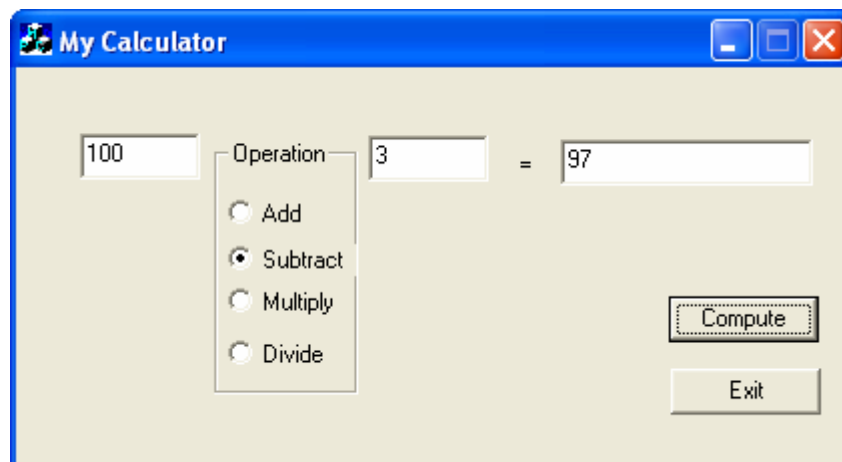 My Calculator
100
Operation
3
=
97
Add
Subtract
Multiply
Divide
Compute
Exit